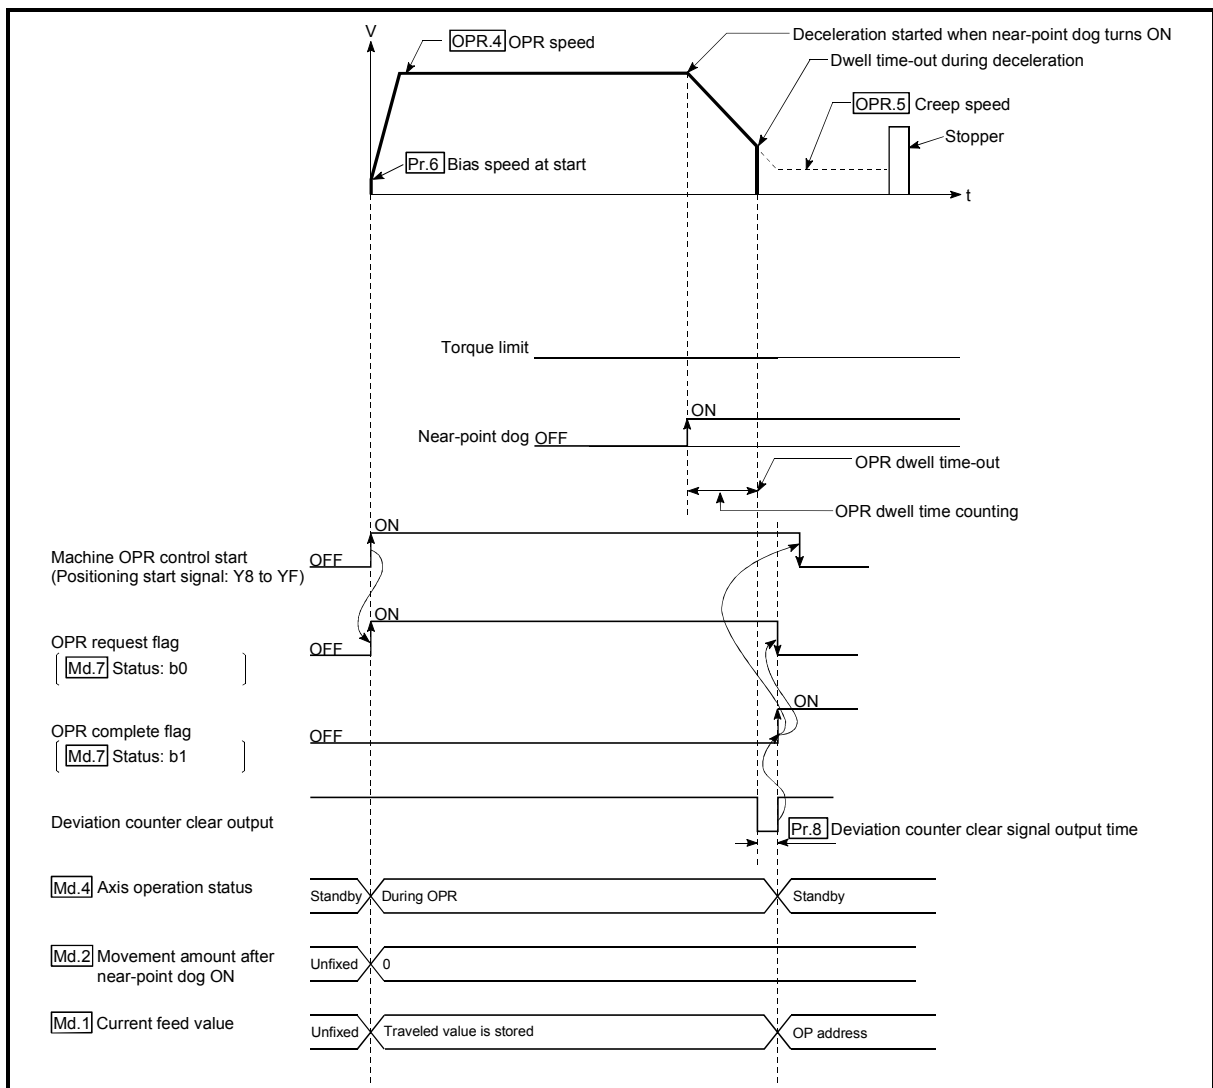 V
OPR.4 OPR speed
Deceleration started when near-point dog turns ON
Dwell time-out during deceleration
OPR.5 Creep speed
Stopper
Pr.6 Bias speed at start
t
Torque limit
ON
Near-point dog OFF
OPR dwell time-out
OPR dwell time counting
ON
Machine OPR control start
(Positioning start signal: Y8 to YF)
OFF
ON
OPR request flag
OFF
Md.7 Status: b0
ON
OPR complete flag
OFF
Md.7 Status: b1
Deviation counter clear output
Pr.8 Deviation counter clear signal output time
Md.4 Axis operation status
Standby
During OPR
Standby
Md.2 Movement amount after
near-point dog ON
Unfixed
0
Md.1 Current feed value
Unfixed
Traveled value is stored
OP address